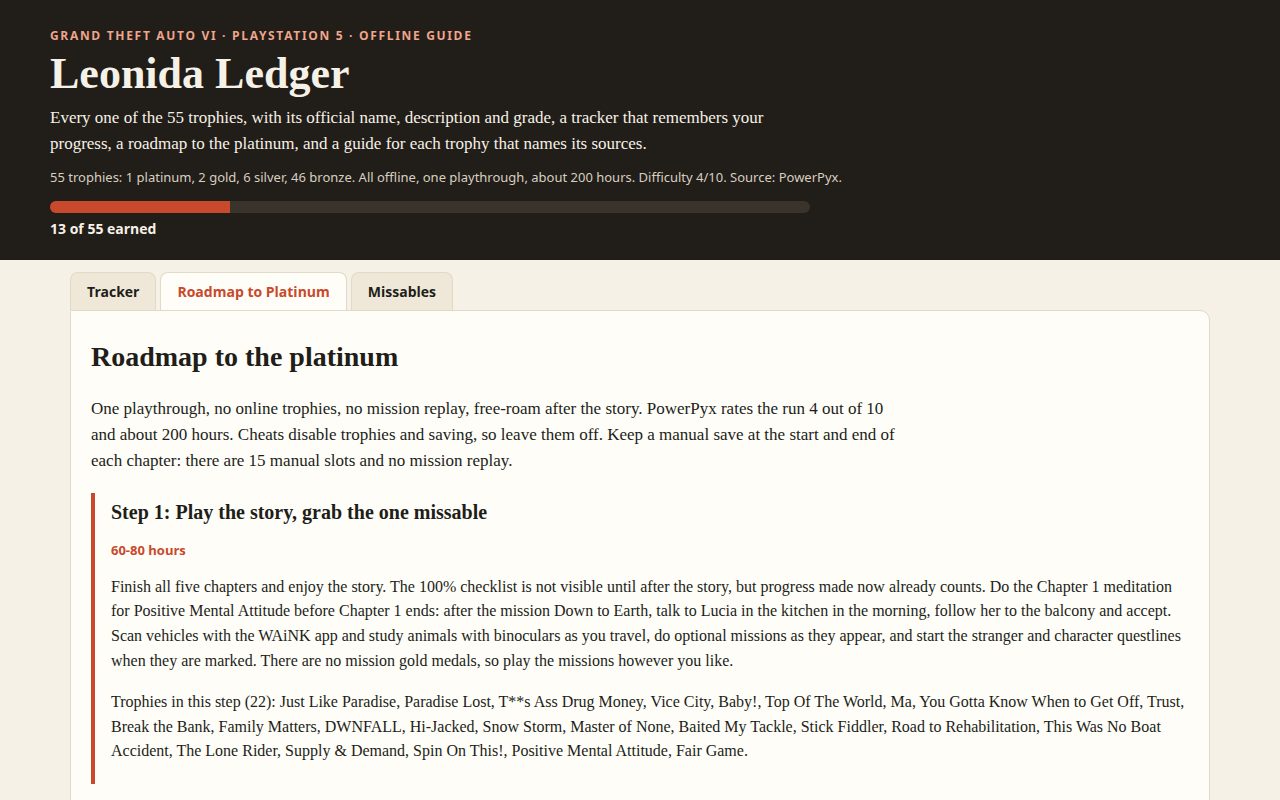 GRAND THEFT AUTO VI · PLAYSTATION 5 · OFFLINE GUIDE
Leonida Ledger
Every one of the 55 trophies, with its official name, description and grade, a tracker that remembers your
progress, a roadmap to the platinum, and a guide for each trophy that names its sources.
55 trophies: 1 platinum, 2 gold, 6 silver, 46 bronze. All offline, one playthrough, about 200 hours. Difficulty 4/10. Source: PowerPyx.
13 of 55 earned
Tracker
Roadmap to Platinum
Missables
Roadmap to the platinum
One playthrough, no online trophies, no mission replay, free-roam after the story. PowerPyx rates the run 4 out of 10
and about 200 hours. Cheats disable trophies and saving, so leave them off. Keep a manual save at the start and end of
each chapter: there are 15 manual slots and no mission replay.
Step 1: Play the story, grab the one missable
60-80 hours
Finish all five chapters and enjoy the story. The 100% checklist is not visible until after the story, but progress made now already counts. Do the Chapter 1 meditation
for Positive Mental Attitude before Chapter 1 ends: after the mission Down to Earth, talk to Lucia in the kitchen in the morning, follow her to the balcony and accept.
Scan vehicles with the WAiNK app and study animals with binoculars as you travel, do optional missions as they appear, and start the stranger and character questlines
when they are marked. There are no mission gold medals, so play the missions however you like.
Trophies in this step (22): Just Like Paradise, Paradise Lost, T**s Ass Drug Money, Vice City, Baby!, Top Of The World, Ma, You Gotta Know When to Get Off, Trust,
Break the Bank, Family Matters, DWNFALL, Hi-Jacked, Snow Storm, Master of None, Baited My Tackle, Stick Fiddler, Road to Rehabilitation, This Was No Boat
Accident, The Lone Rider, Supply & Demand, Spin On This!, Positive Mental Attitude, Fair Game.